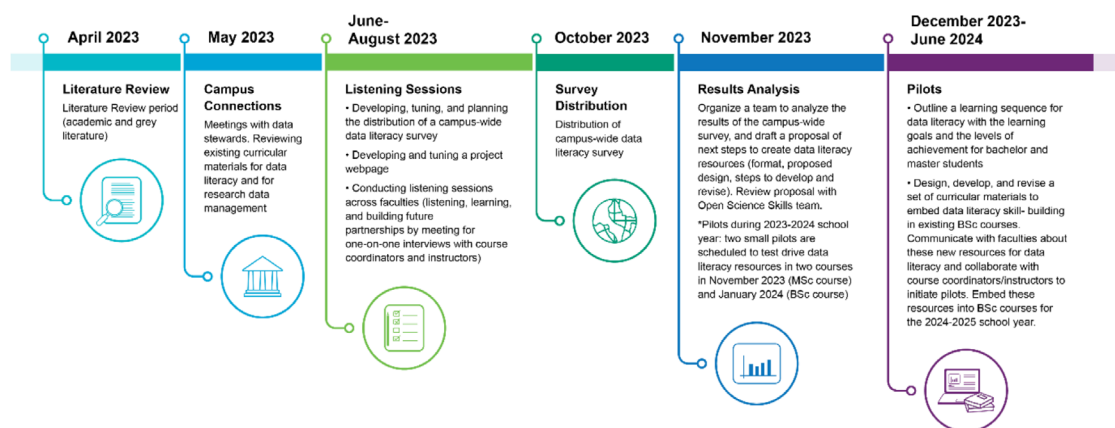 April 2023
Literature Review
Literature Review period
(academic and grey
literature)
May 2023
Campus
Connections
Meetings with data
stewards. Reviewing
existing curricular
materials for data
literacy and for
research data
management
June-
August 2023
Listening Sessions
• Developing, tuning, and planning
the distribution of a campus-wide
data literacy survey
• Developing and tuning a project
webpage
• Conducting listening sessions
across faculties (listening, learning,
and building future
partnerships by meeting for
one-on-one interviews with course
coordinators and instructors)
October 2023
Survey
Distribution
Distribution of
campus-wide data
literacy survey
November 2023
Results Analysis
Organize a team to analyze the
results of the campus-wide
survey, and draft a proposal of
next steps to create data literacy
resources (format, proposed
design, steps to develop and
revise). Review proposal with
Open Science Skills team.
*Pilots during 2023-2024 school
year: two small pilots are
scheduled to test drive data
literacy resources in two courses
in November 2023 (MSc course)
and January 2024 (BSc course)
December 2023-
June 2024
Pilots
• Outline a learning sequence for
data literacy with the learning
goals and the levels of
achievement for bachelor and
master students
• Design, develop, and revise a
set of curricular materials to
embed data literacy skill- building
in existing BSc courses.
Communicate with faculties about
these new resources for data
literacy and collaborate with
course coordinators/instructors to
initiate pilots. Embed these
resources into BSc courses for
the 2024-2025 school year.